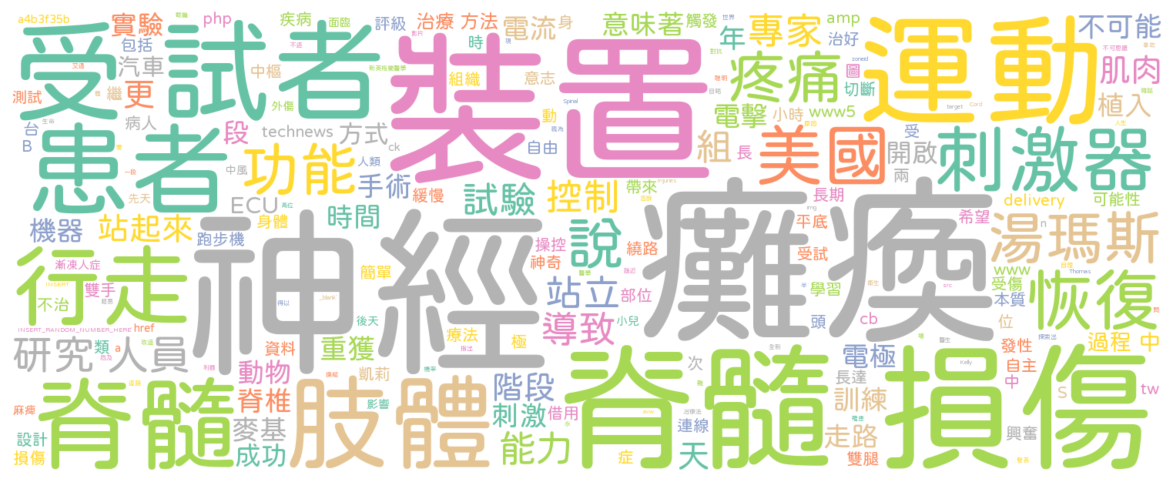 a4b3f35b
實驗
php
疾病
面臨
評級
治療 方法
電流
身
意味著
觸發
amp
年
專家
治好
不可能
包括
受試者
裝置
疼痛
運動
肌肉
汽車
中樞
時
組織
意志
圖
切斷
測試
繼
更
外傷
電擊
小時
www5
植入
病人
段
technews
方式
動
台
B
患者
功能
ck
自由
組
長
美國
受
開啟
兩
刺激器
人類
中風
手術
緩慢
試驗
控制
帶來
長期
可能性
先天
ECU
時間
身體
delivery
希望
機器
站起來
跑步機
神經
操控
神奇
說
繞路
癱瘓
平底
受試
湯瑪斯
行走
漸凍人症
雙手
簡單
站立
部位
學習
www
受傷
本質
恢復
不治
INSERT_RANDOM_NUMBER_HERE
href
後天
療法
極
導致
小兒
頭
cb
位
研究 人員
類
a
資料
重獲
電極
發性
過程 中
動物
凱莉
次
長達
自主
中
脊髓
肢體
階段
脊髓
損傷
tw
脊椎
影響
刺激
借用
訓練
S
麻痺
麥基
能力
連線
走路
興奮
設計
損傷
成功
症
天
雙腿